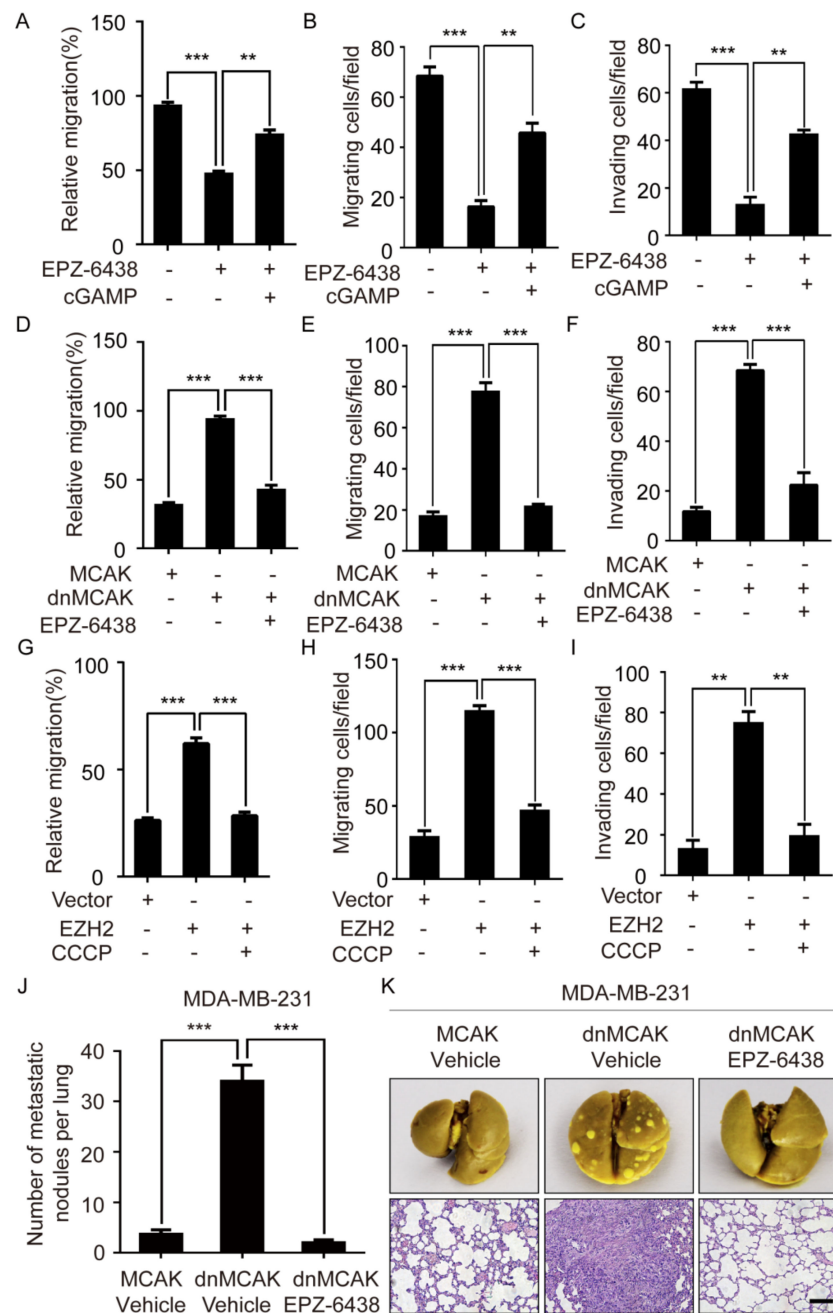 A
Relative migration(%)
150
100
50
0
***
**
EPZ-6438 - + +
cGAMP - - +
B
Migrating cells/field
80
60
40
20
0
***
**
EPZ-6438 - + +
cGAMP - - +
C
Invading cells/field
80
60
40
20
0
***
**
EPZ-6438 - + +
cGAMP - - +
D
Relative migration(%)
150
100
50
0
***
***
MCAK + - -
dnMCAK - + +
EPZ-6438 - - +
E
Migrating cells/field
100
80
60
40
20
0
***
***
MCAK + - -
dnMCAK - + +
EPZ-6438 - - +
F
Invading cells/field
80
60
40
20
0
***
***
MCAK + - -
dnMCAK - + +
EPZ-6438 - - +
G
Relative migration(%)
100
50
0
***
***
Vector + - -
EZH2 - + +
CCCP - - +
H
Migrating cells/field
150
100
50
0
***
***
Vector + - -
EZH2 - + +
CCCP - - +
I
Invading cells/field
100
80
60
40
20
0
**
**
Vector + - -
EZH2 - + +
CCCP - - +
J
MDA-MB-231
Number of metastatic
nodules per lung
40
30
20
10
0
***
***
MCAK dnMCAK dnMCAK
Vehicle Vehicle EPZ-6438
K
MDA-MB-231
MCAK dnMCAK dnMCAK
Vehicle Vehicle EPZ-6438